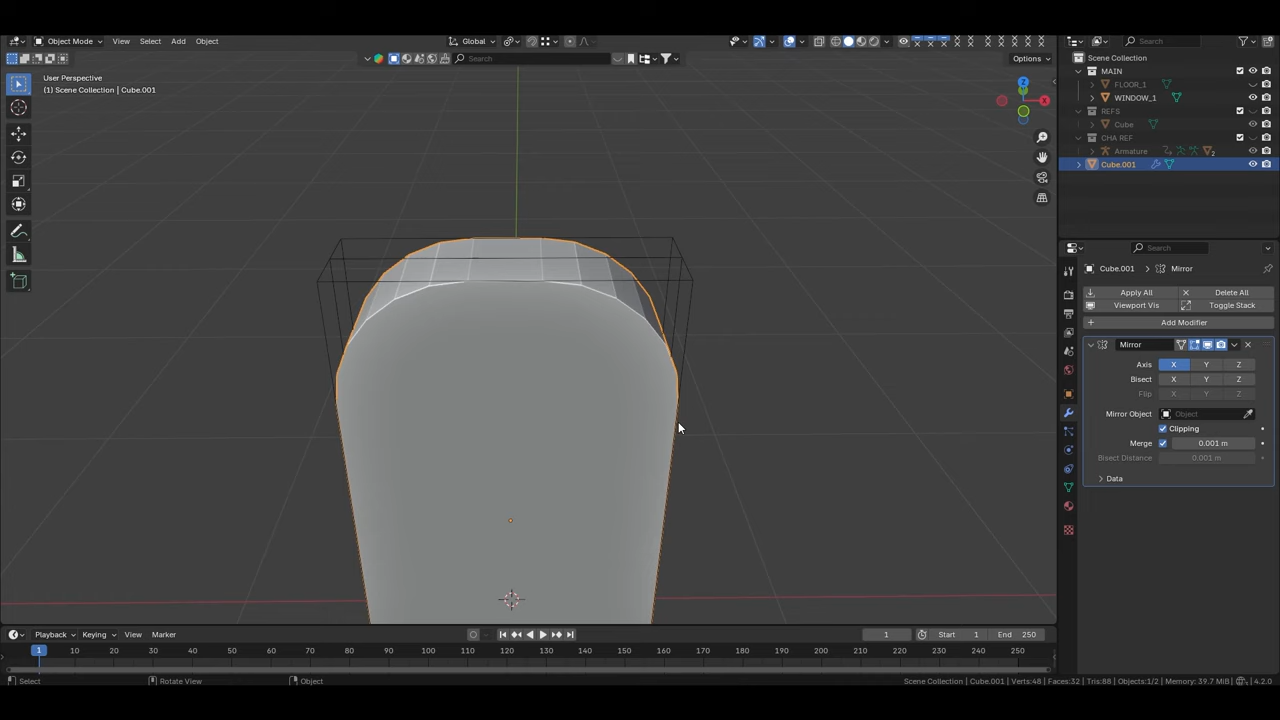 Object Mode View Select Add Object Global Search
Options
User Perspective
(1) Scene Collection | Cube.001
Z
X
Search
Scene Collection
MAIN
FLOOR_1
WINDOW_1
REFS
Cube
CHA REF
Armature 2
Cube.001
Search
Cube.001 Mirror
Apply All Delete All
Viewport Vis Toggle Stack
Add Modifier
Mirror
Axis X Y Z
Bisect X Y Z
Flip X Y Z
Mirror Object Object
Clipping
Merge 0.001 m
Bisect Distance 0.001 m
Data
Playback Keying View Marker 1 Start 1 End 250
1 10 20 30 40 50 60 70 80 90 100 110 120 130 140 150 160 170 180 190 200 210 220 230 240 250
Select Rotate View Object Scene Collection | Cube.001 | Verts:48 | Faces:32 | Tris:88 | Objects:1/2 | Memory: 39.7 MiB | 4.2.0